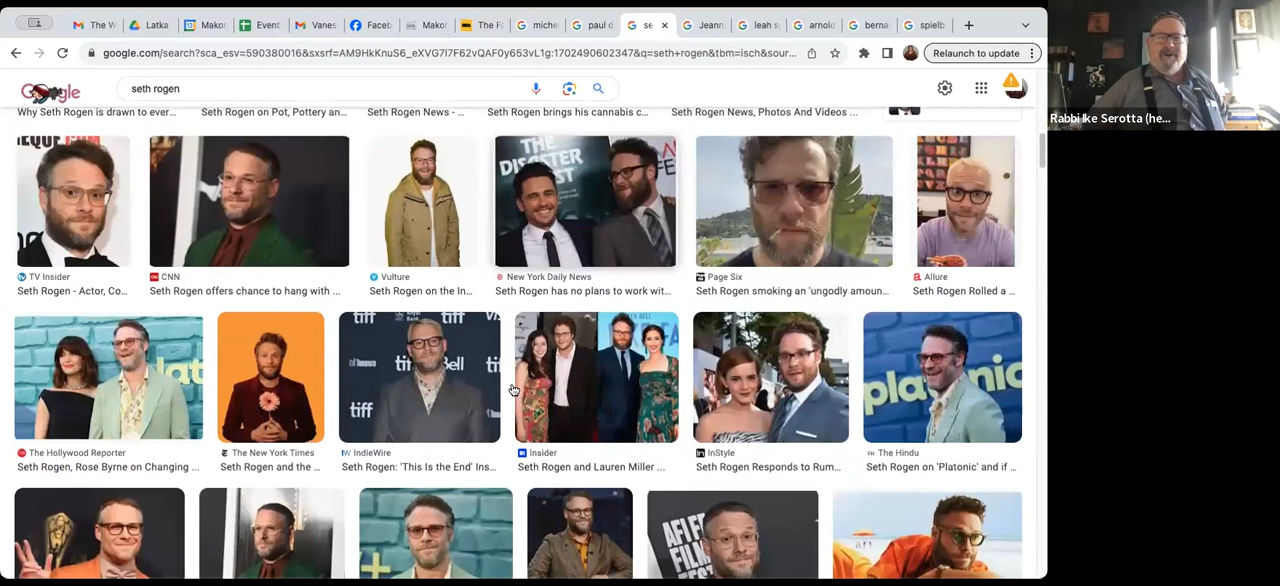 The W
Latka
Makor
Event
Vanes
Faceb
Makor
The Fo
miche
paul d
se
Jeann
leah s
arnold
berna
spielb
google.com/search?sca_esv=590380016&sxsrf=AM9HkKnuS6_eXVG7l7F62vQAF0y653vL1g:1702490602347&q=seth+rogen&tbm=isch&sour...
Relaunch to update
seth rogen
Why Seth Rogen is drawn to ever...
Seth Rogen on Pot, Pottery an...
Seth Rogen News - ...
Seth Rogen brings his cannabis c...
Seth Rogen News, Photos And Videos ...
THE
DISASTER
TV Insider
CNN
Vulture
New York Daily News
Page Six
Allure
Seth Rogen - Actor, Co...
Seth Rogen offers chance to hang with ...
Seth Rogen on the In...
Seth Rogen has no plans to work wit...
Seth Rogen smoking an 'ungodly amoun...
Seth Rogen Rolled a ...
tiff
Bell
tiff
platonic
The Hollywood Reporter
The New York Times
IndieWire
Insider
InStyle
The Hindu
Seth Rogen, Rose Byrne on Changing ...
Seth Rogen and the ...
Seth Rogen: 'This Is the End' Ins...
Seth Rogen and Lauren Miller ...
Seth Rogen Responds to Rum...
Seth Rogen on 'Platonic' and if ...
AFI FE
FILM
Rabbi Ike Serotta (he...